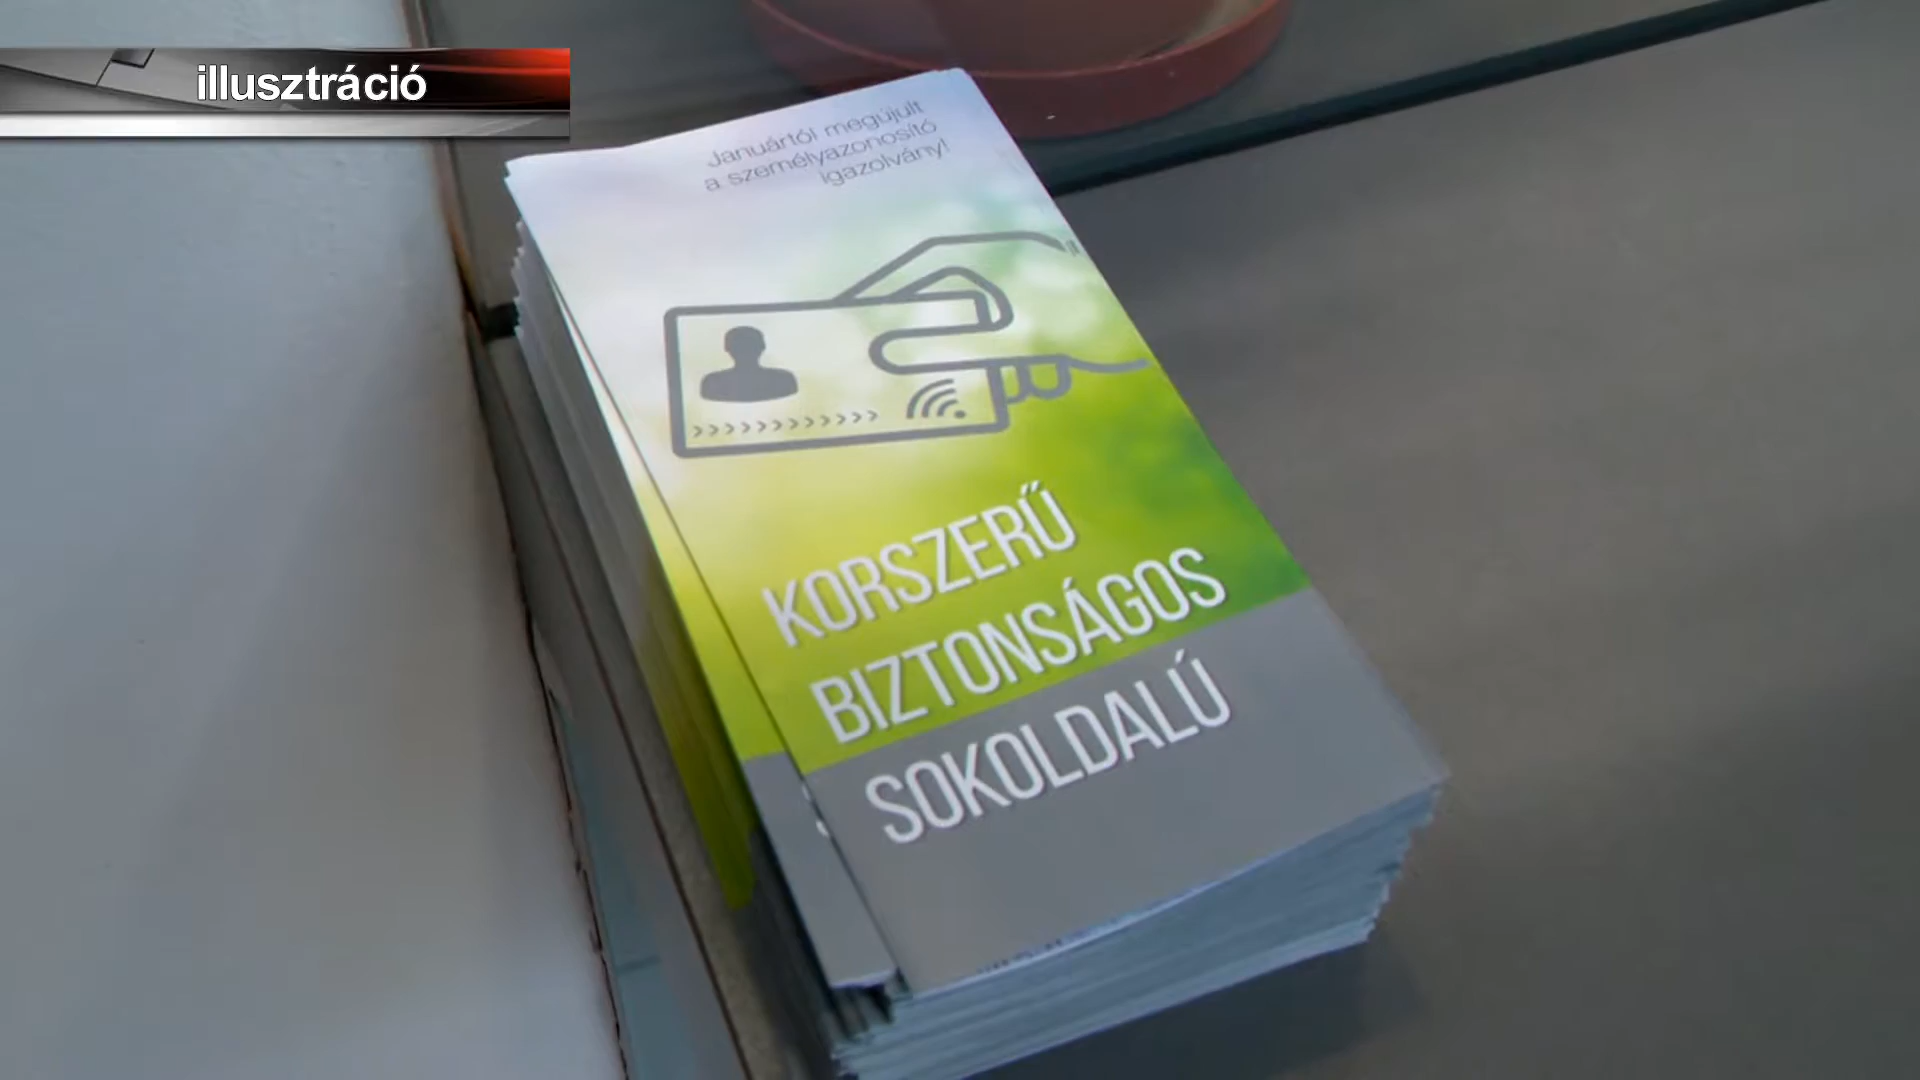 illusztráció
Januártól megújult
a személyazonosító
igazolvány!
KORSZERŰ
BIZTONSÁGOS
SOKOLDALÚ